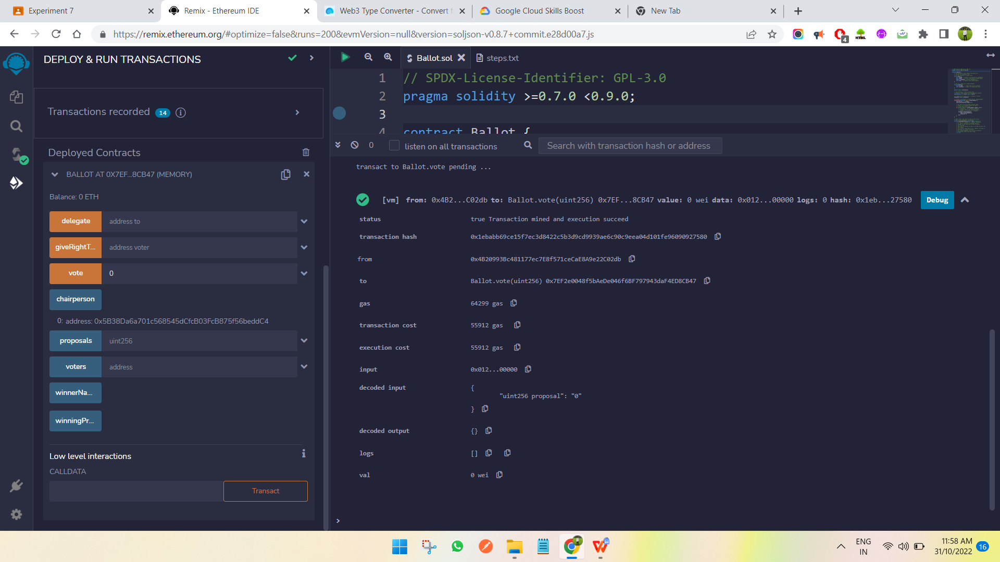 Experiment 7
Remix - Ethereum IDE
Web3 Type Converter - Convert f
Google Cloud Skills Boost
New Tab
https://remix.ethereum.org/#optimize=false&runs=200&evmVersion=null&version=soljson-v0.8.7+commit.e28d00a7.js
4
HTML
DEPLOY & RUN TRANSACTIONS
Transactions recorded 14 i
Deployed Contracts
BALLOT AT 0X7EF...8CB47 (MEMORY)
Balance: 0 ETH
delegate address to
giveRightT... address voter
vote 0
chairperson
0: address: 0x5B38Da6a701c568545dCfcB03FcB875f56beddC4
proposals uint256
voters address
winnerNa...
winningPr...
Low level interactions i
CALLDATA
Transact
Ballot.sol
steps.txt
1 // SPDX-License-Identifier: GPL-3.0
2 pragma solidity >=0.7.0 <0.9.0;
3
4 contract Ballot {
0 listen on all transactions Search with transaction hash or address
transact to Ballot.vote pending ...
[vm] from: 0x4B2...C02db to: Ballot.vote(uint256) 0x7EF...8CB47 value: 0 wei data: 0x012...00000 logs: 0 hash: 0x1eb...27580 Debug
status true Transaction mined and execution succeed
transaction hash 0x1ebabb69ce15f7ec3d8422c5b3d9cd9939ae6c90c9eea04d101fe96090927580
from 0x4B20993Bc481177ec7E8f571ceCaE8A9e22C02db
to Ballot.vote(uint256) 0x7EF2e0048f5bAeDe046f6BF797943daF4ED8CB47
gas 64299 gas
transaction cost 55912 gas
execution cost 55912 gas
input 0x012...00000
decoded input {
"uint256 proposal": "0"
}
decoded output {}
logs []
val 0 wei
>
ENG
IN
11:58 AM
31/10/2022
16